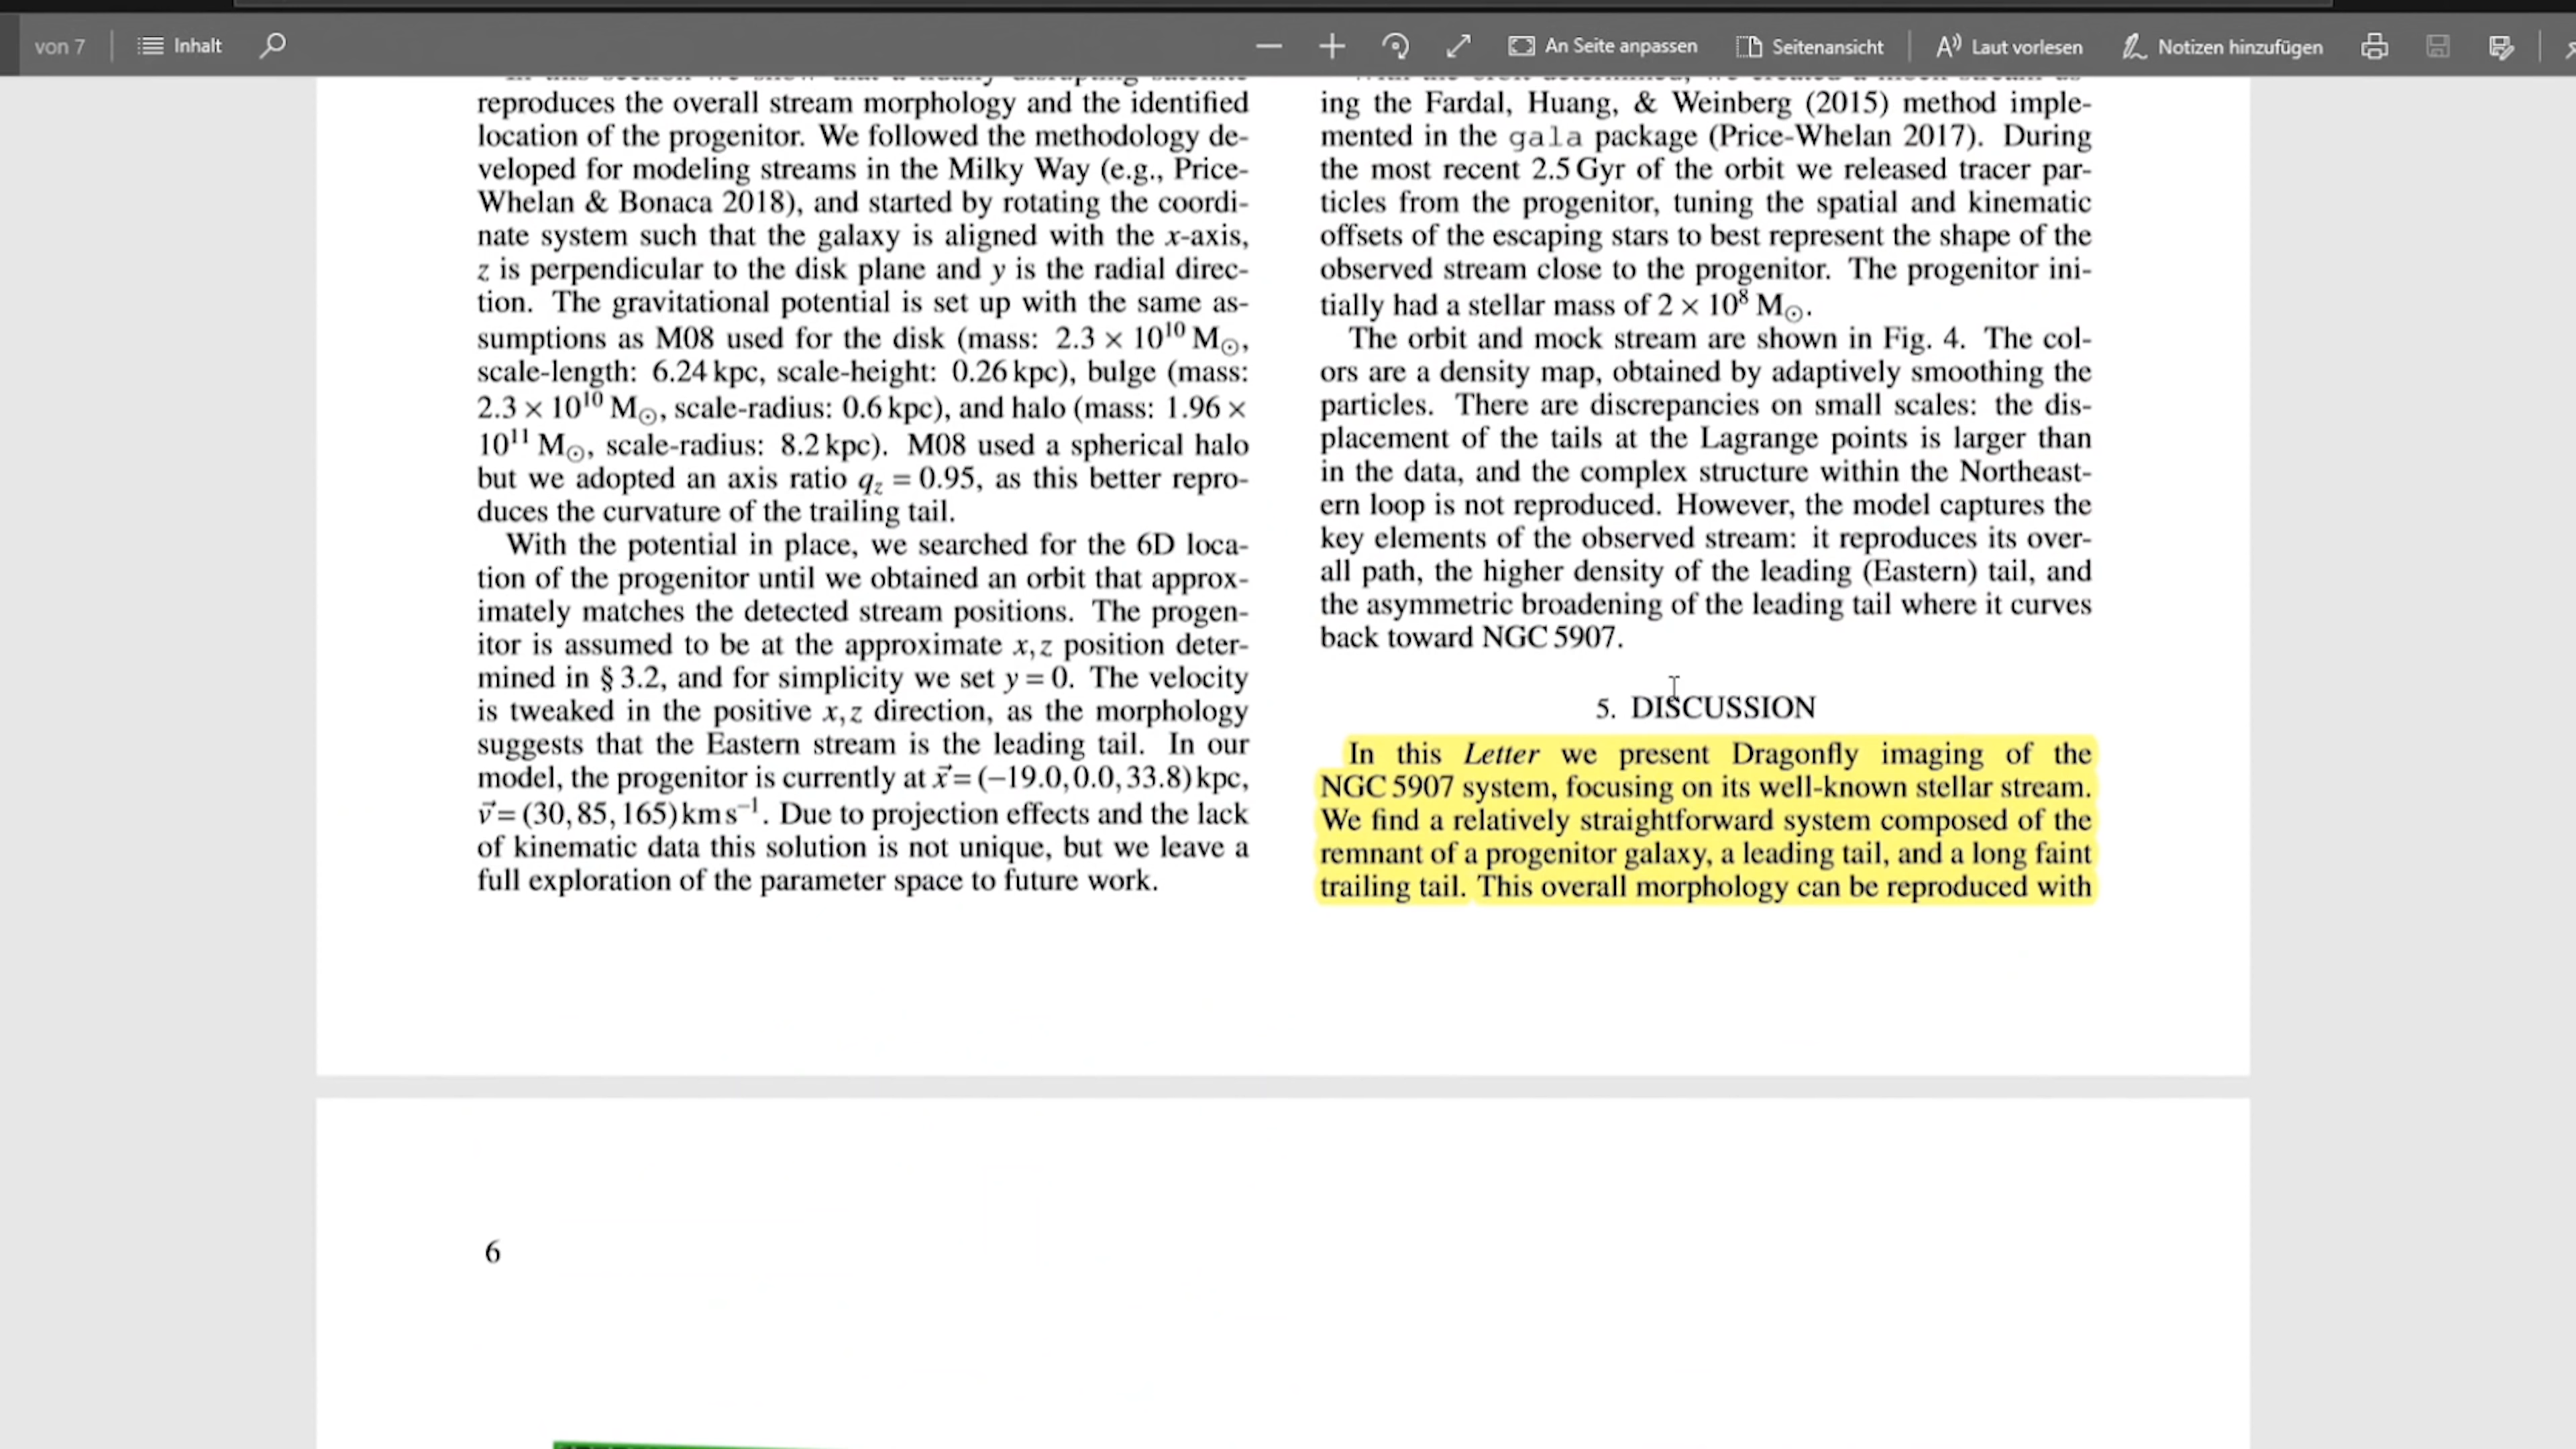 von 7
Inhalt
An Seite anpassen
Seitenansicht
Laut vorlesen
Notizen hinzufügen
reproduces the overall stream morphology and the identified
location of the progenitor. We followed the methodology de-
veloped for modeling streams in the Milky Way (e.g., Price-
Whelan & Bonaca 2018), and started by rotating the coordi-
nate system such that the galaxy is aligned with the x-axis,
z is perpendicular to the disk plane and y is the radial direc-
tion. The gravitational potential is set up with the same as-
sumptions as M08 used for the disk (mass: 2.3 × 10¹⁰ M⊙,
scale-length: 6.24 kpc, scale-height: 0.26 kpc), bulge (mass:
2.3 × 10¹⁰ M⊙, scale-radius: 0.6 kpc), and halo (mass: 1.96 ×
10¹¹ M⊙, scale-radius: 8.2 kpc). M08 used a spherical halo
but we adopted an axis ratio q_z = 0.95, as this better repro-
duces the curvature of the trailing tail.
With the potential in place, we searched for the 6D loca-
tion of the progenitor until we obtained an orbit that approx-
imately matches the detected stream positions. The progen-
itor is assumed to be at the approximate x,z position deter-
mined in § 3.2, and for simplicity we set y = 0. The velocity
is tweaked in the positive x,z direction, as the morphology
suggests that the Eastern stream is the leading tail. In our
model, the progenitor is currently at x⃗ = (−19.0,0.0,33.8) kpc,
v⃗ = (30,85,165) km s⁻¹. Due to projection effects and the lack
of kinematic data this solution is not unique, but we leave a
full exploration of the parameter space to future work.
ing the Fardal, Huang, & Weinberg (2015) method imple-
mented in the gala package (Price-Whelan 2017). During
the most recent 2.5 Gyr of the orbit we released tracer par-
ticles from the progenitor, tuning the spatial and kinematic
offsets of the escaping stars to best represent the shape of the
observed stream close to the progenitor. The progenitor ini-
tially had a stellar mass of 2 × 10⁸ M⊙.
The orbit and mock stream are shown in Fig. 4. The col-
ors are a density map, obtained by adaptively smoothing the
particles. There are discrepancies on small scales: the dis-
placement of the tails at the Lagrange points is larger than
in the data, and the complex structure within the Northeast-
ern loop is not reproduced. However, the model captures the
key elements of the observed stream: it reproduces its over-
all path, the higher density of the leading (Eastern) tail, and
the asymmetric broadening of the leading tail where it curves
back toward NGC 5907.
5. DISCUSSION
In this Letter we present Dragonfly imaging of the
NGC 5907 system, focusing on its well-known stellar stream.
We find a relatively straightforward system composed of the
remnant of a progenitor galaxy, a leading tail, and a long faint
trailing tail. This overall morphology can be reproduced with
6